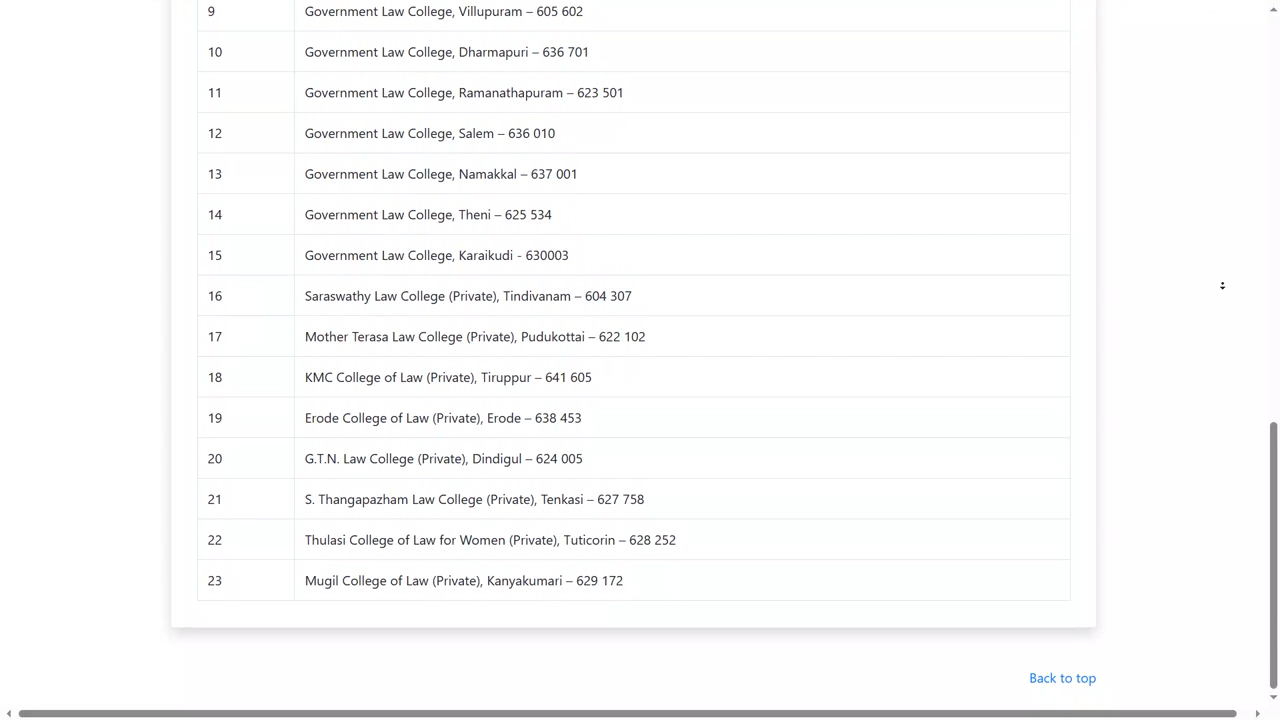 9 Government Law College, Villupuram – 605 602
10 Government Law College, Dharmapuri – 636 701
11 Government Law College, Ramanathapuram – 623 501
12 Government Law College, Salem – 636 010
13 Government Law College, Namakkal – 637 001
14 Government Law College, Theni – 625 534
15 Government Law College, Karaikudi - 630003
16 Saraswathy Law College (Private), Tindivanam – 604 307
17 Mother Terasa Law College (Private), Pudukottai – 622 102
18 KMC College of Law (Private), Tiruppur – 641 605
19 Erode College of Law (Private), Erode – 638 453
20 G.T.N. Law College (Private), Dindigul – 624 005
21 S. Thangapazham Law College (Private), Tenkasi – 627 758
22 Thulasi College of Law for Women (Private), Tuticorin – 628 252
23 Mugil College of Law (Private), Kanyakumari – 629 172
Back to top